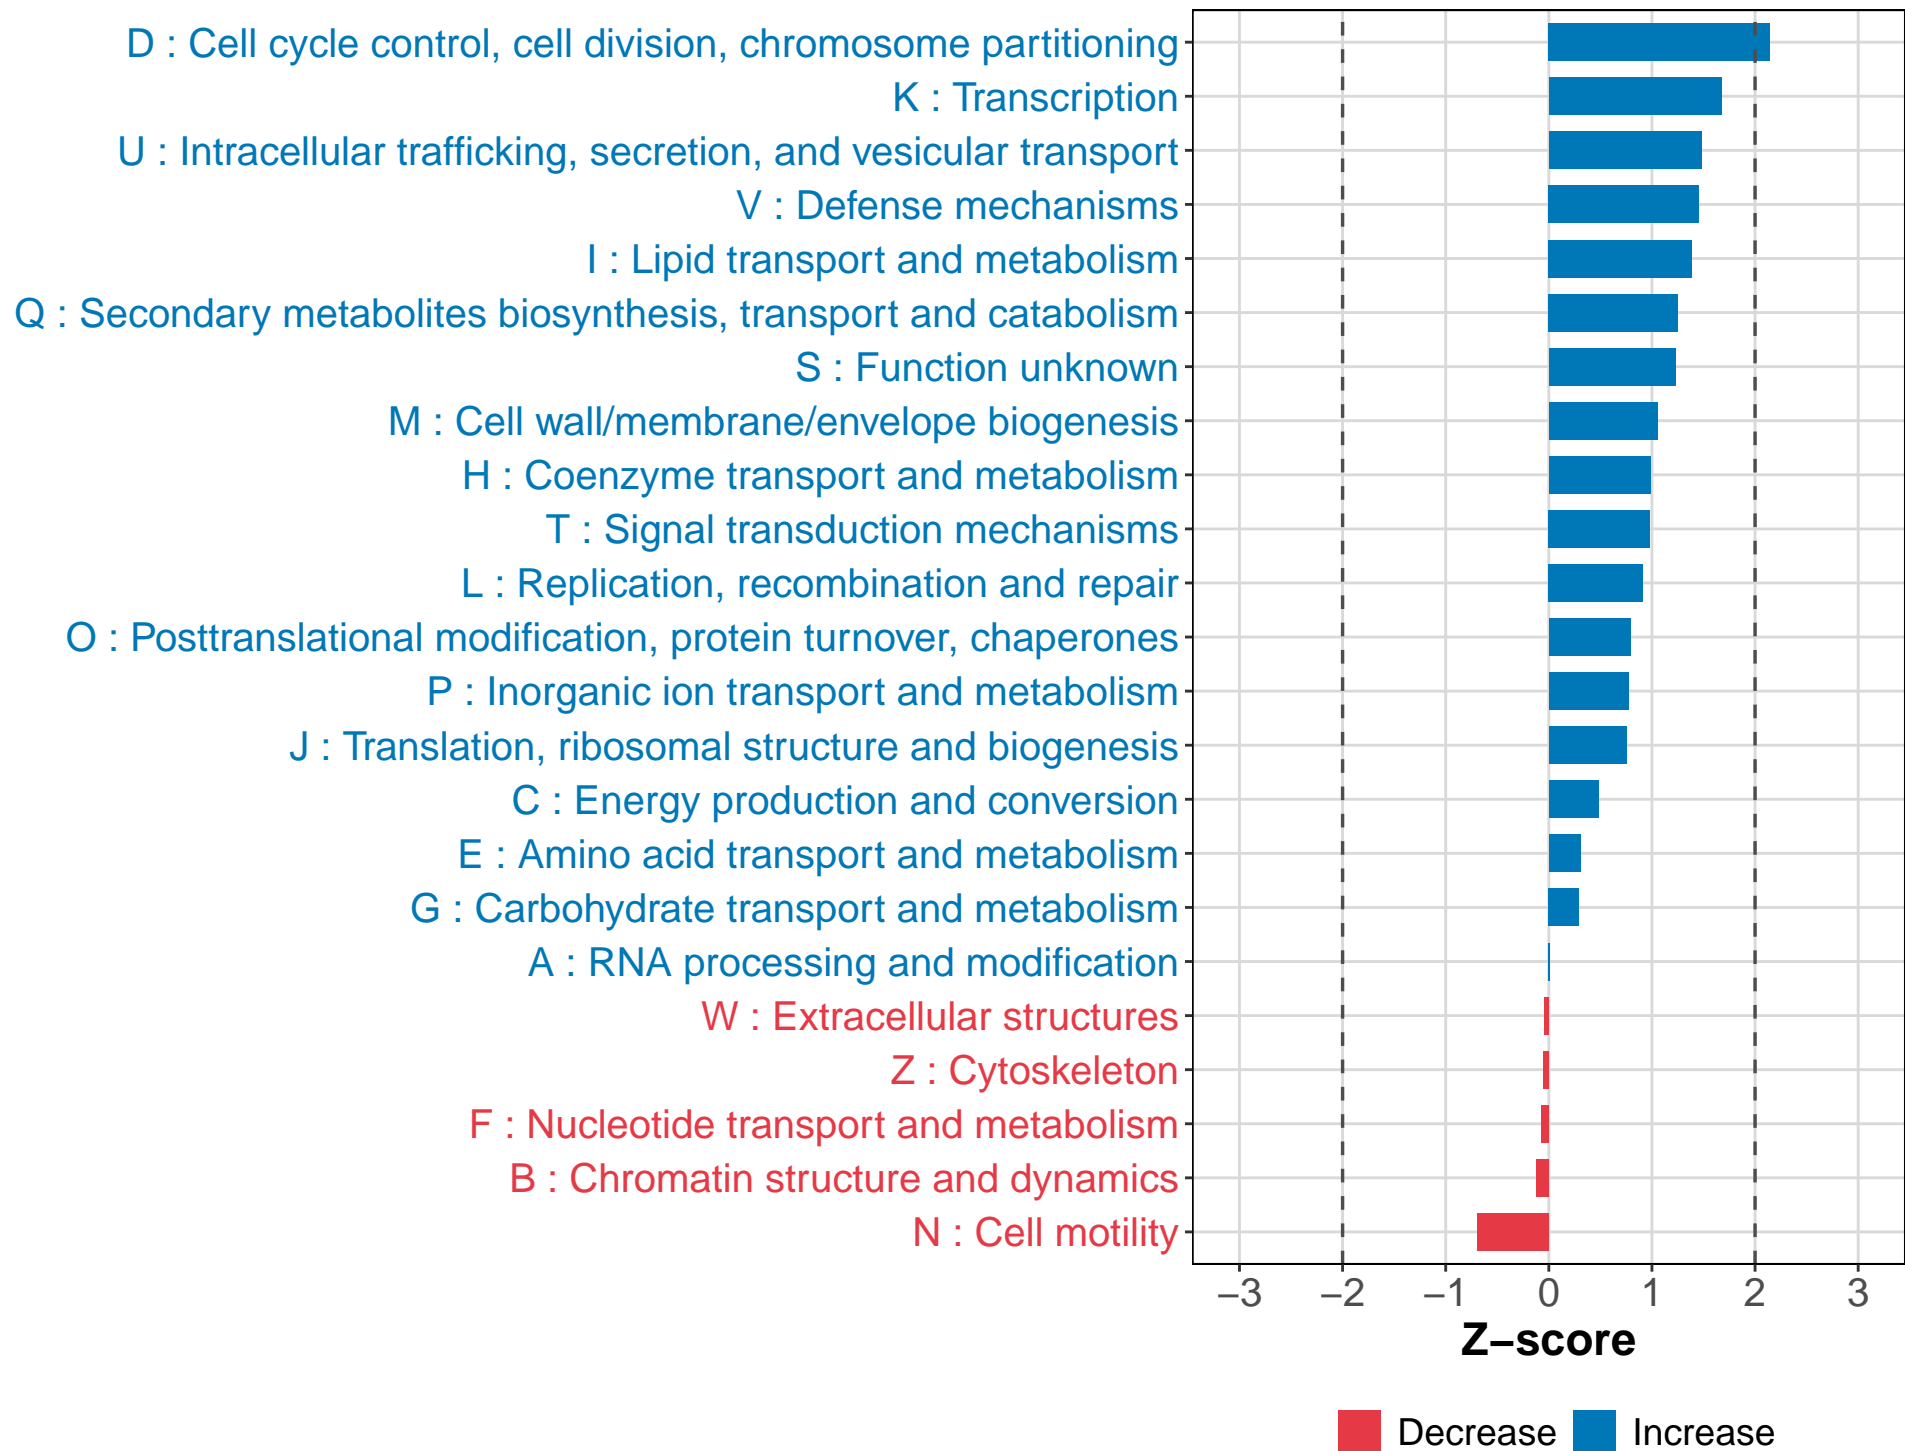 D : Cell cycle control, cell division, chromosome partitioning
K : Transcription
U : Intracellular trafficking, secretion, and vesicular transport
V : Defense mechanisms
I : Lipid transport and metabolism
Q : Secondary metabolites biosynthesis, transport and catabolism
S : Function unknown
M : Cell wall/membrane/envelope biogenesis
H : Coenzyme transport and metabolism
T : Signal transduction mechanisms
L : Replication, recombination and repair
O : Posttranslational modification, protein turnover, chaperones
P : Inorganic ion transport and metabolism
J : Translation, ribosomal structure and biogenesis
C : Energy production and conversion
E : Amino acid transport and metabolism
G : Carbohydrate transport and metabolism
A : RNA processing and modification
W : Extracellular structures
Z : Cytoskeleton
F : Nucleotide transport and metabolism
B : Chromatin structure and dynamics
N : Cell motility
−3 −2 −1 0 1 2 3
Z−score
Decrease Increase